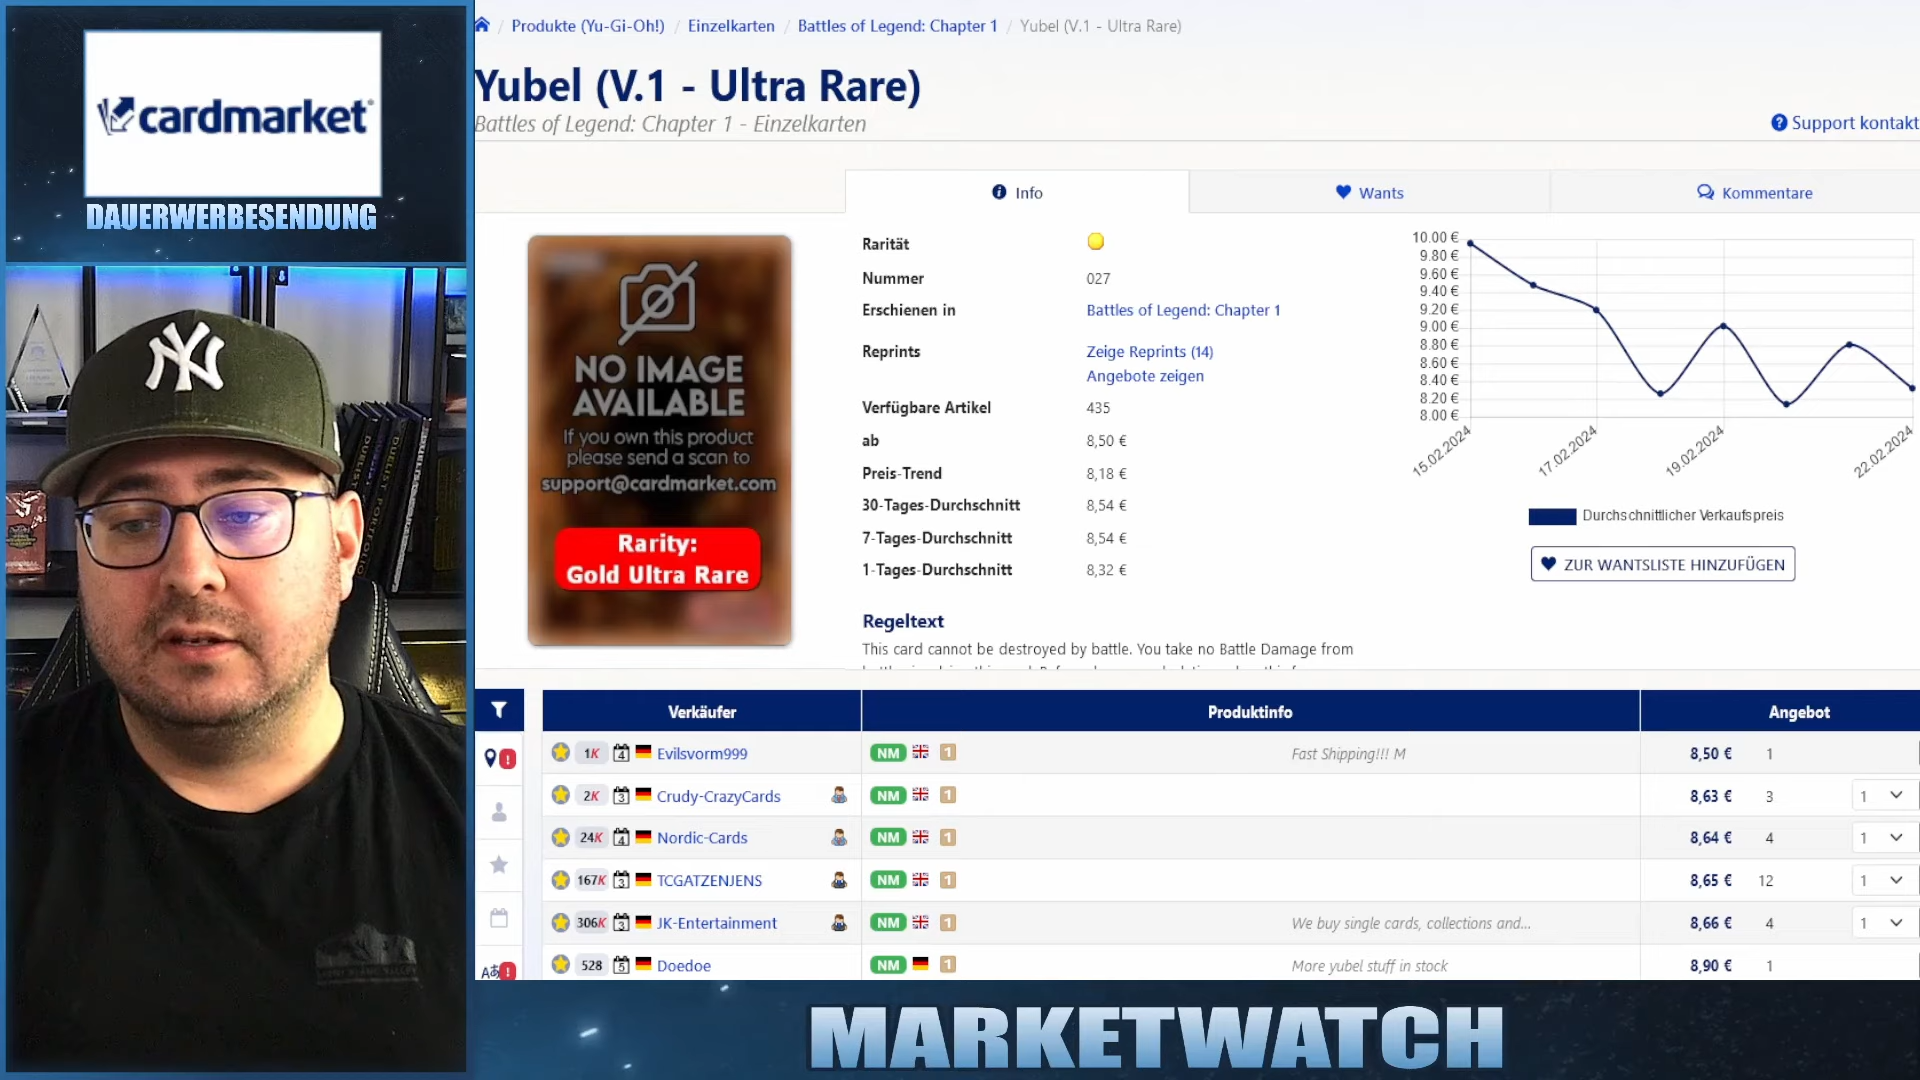 cardmarket
DAUERWERBESENDUNG
NY
Produkte (Yu-Gi-Oh!) / Einzelkarten / Battles of Legend: Chapter 1 / Yubel (V.1 - Ultra Rare)
Yubel (V.1 - Ultra Rare)
Battles of Legend: Chapter 1 - Einzelkarten
Support kontakt
Info
Wants
Kommentare
NO IMAGE
AVAILABLE
If you own this product
please send a scan to
support@cardmarket.com
Rarity:
Gold Ultra Rare
Rarität
Nummer 027
Erschienen in Battles of Legend: Chapter 1
Reprints Zeige Reprints (14)
Angebote zeigen
Verfügbare Artikel 435
ab 8,50 €
Preis-Trend 8,18 €
30-Tages-Durchschnitt 8,54 €
7-Tages-Durchschnitt 8,54 €
1-Tages-Durchschnitt 8,32 €
Regeltext
This card cannot be destroyed by battle. You take no Battle Damage from
10.00 €
9.80 €
9.60 €
9.40 €
9.20 €
9.00 €
8.80 €
8.60 €
8.40 €
8.20 €
8.00 €
15.02.2024
17.02.2024
19.02.2024
22.02.2024
Durchschnittlicher Verkaufspreis
ZUR WANTSLISTE HINZUFÜGEN
Verkäufer Produktinfo Angebot
1K 4 Evilsvorm999 NM 1 Fast Shipping!!! M 8,50 € 1
2K 3 Crudy-CrazyCards NM 1 8,63 € 3 1
24K 4 Nordic-Cards NM 1 8,64 € 4 1
167K 3 TCGATZENJENS NM 1 8,65 € 12 1
306K 3 JK-Entertainment NM 1 We buy single cards, collections and... 8,66 € 4 1
528 5 Doedoe NM 1 More yubel stuff in stock 8,90 € 1
MARKETWATCH
DUELIST PORTFOLIO